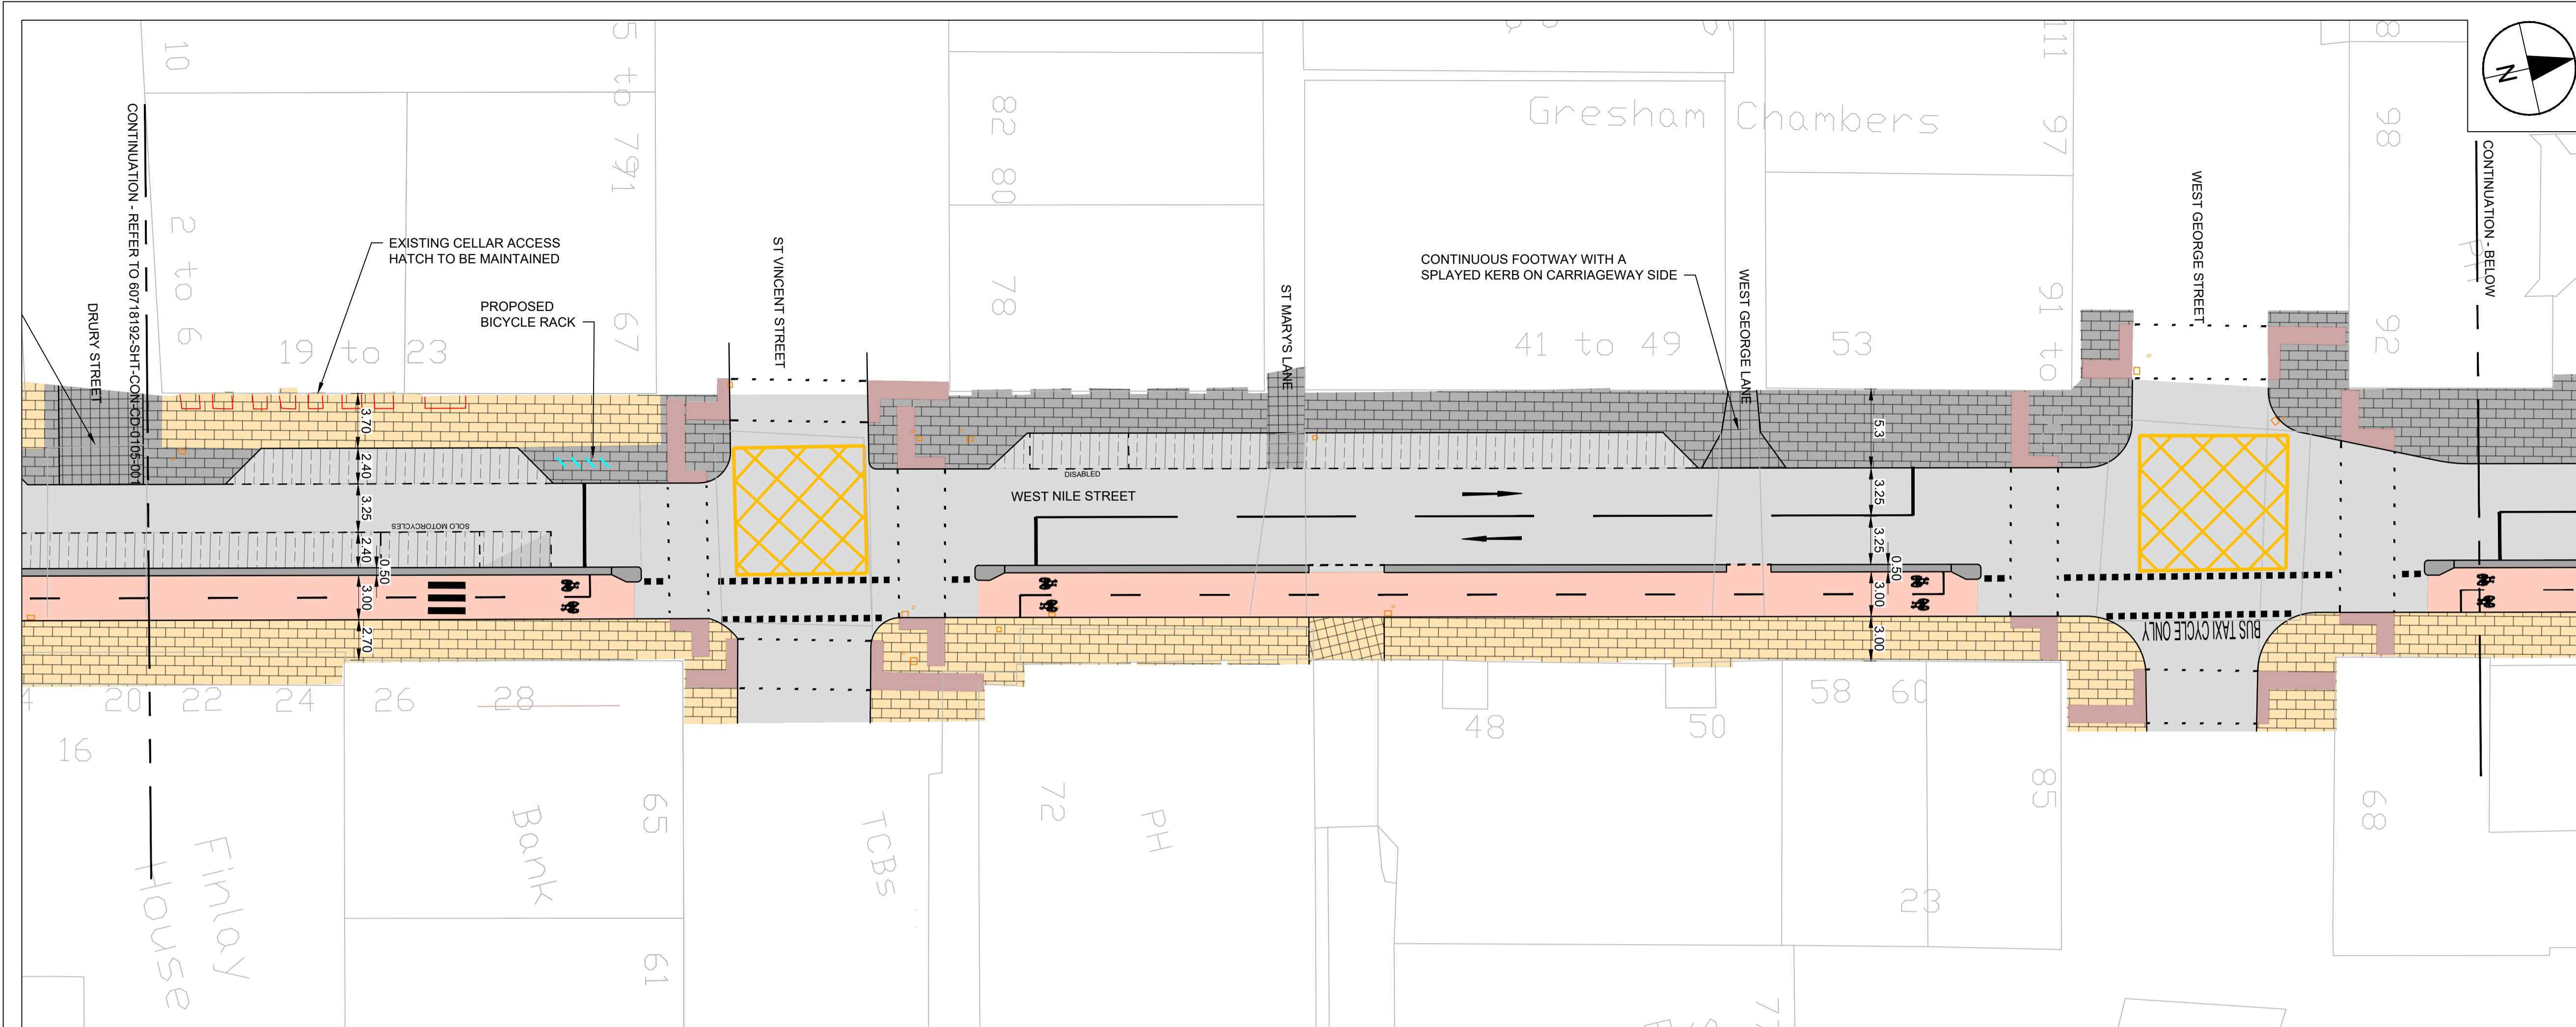 10
5 to 79
71
2 to 6
19 to 23
67
82
80
78
Gresham Chambers
111
97
91 to
98
92
PH
N
41 to 49
53
CONTINUATION - REFER TO 60718192-SHT-CON-CD-0105-001
DRURY STREET
EXISTING CELLAR ACCESS
HATCH TO BE MAINTAINED
PROPOSED
BICYCLE RACK
ST VINCENT STREET
ST MARY'S LANE
CONTINUOUS FOOTWAY WITH A
SPLAYED KERB ON CARRIAGEWAY SIDE
WEST GEORGE LANE
WEST GEORGE STREET
CONTINUATION - BELOW
3.70
2.40
3.25
2.40
0.50
3.00
2.70
SOLO MOTORCYCLES
DISABLED
WEST NILE STREET
5.3
3.25
3.25
0.50
3.00
3.00
BUS TAXI CYCLE ONLY
20
22
24
26
28
16
Finlay
House
Bank
65
61
TCBs
72
PH
48
50
58
60
23
85
68